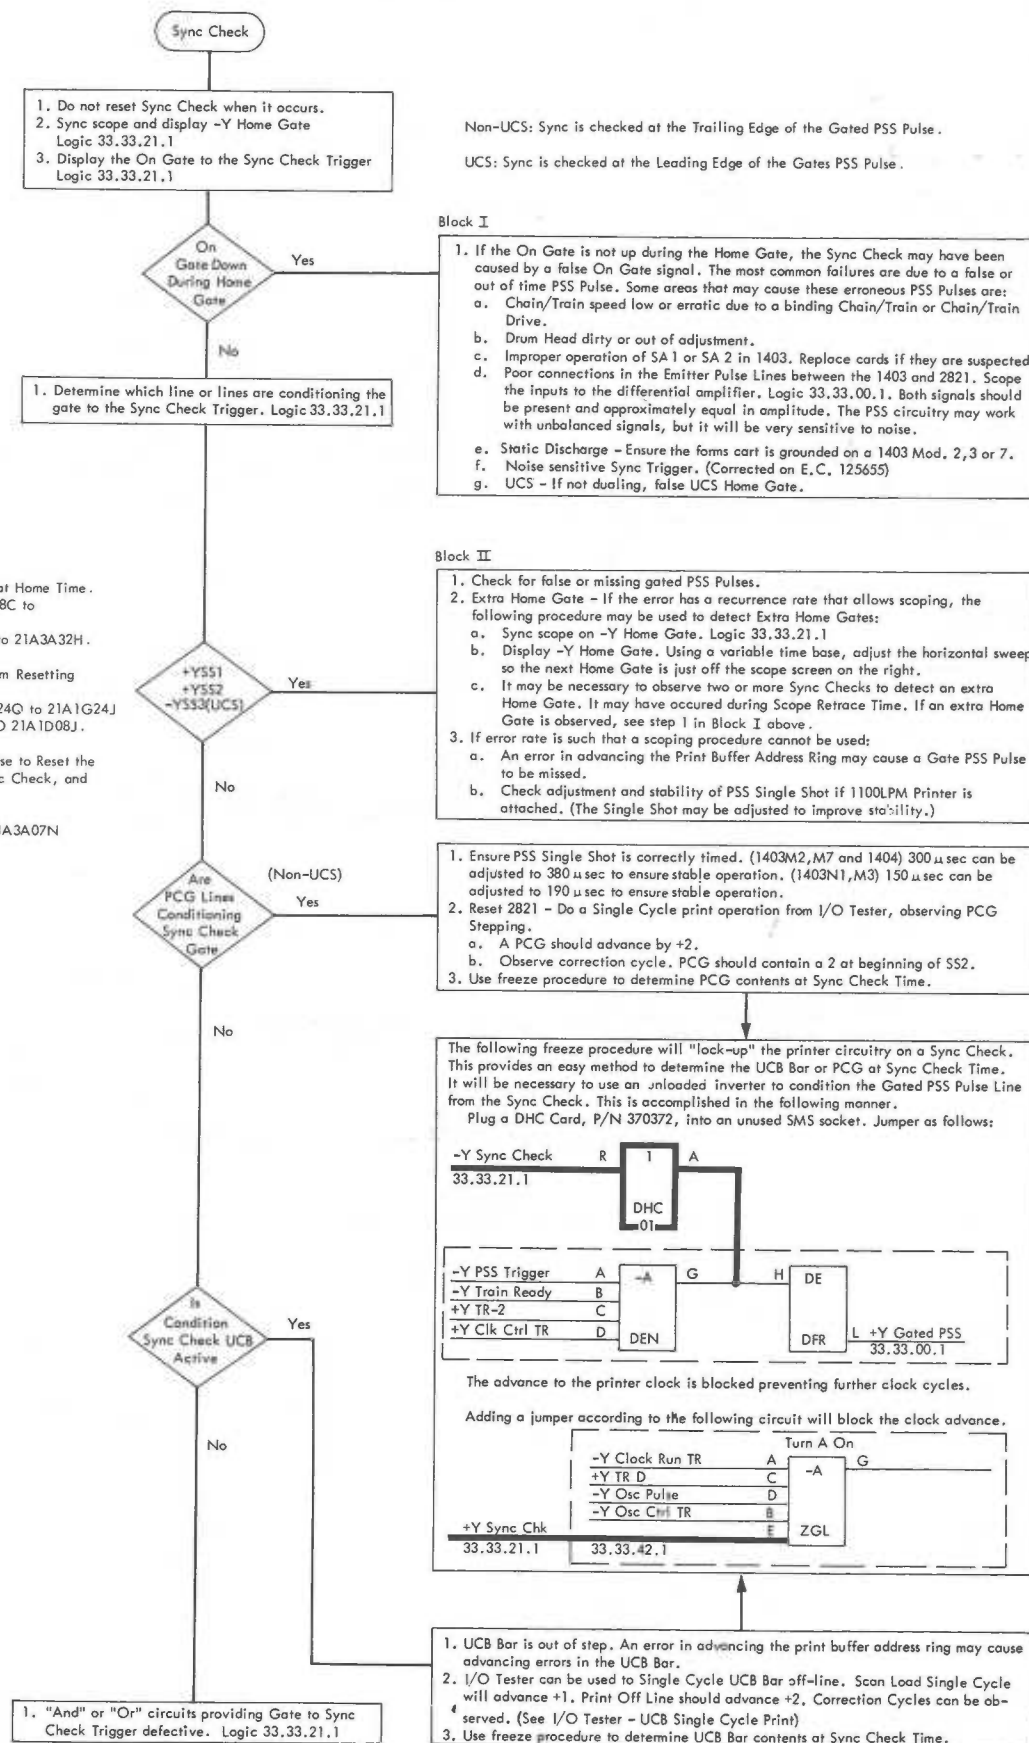 Sync Check
1. Do not reset Sync Check when it occurs.
2. Sync scope and display -Y Home Gate
Logic 33.33.21.1
3. Display the On Gate to the Sync Check Trigger
Logic 33.33.21.1
Non-UCS: Sync is checked at the Trailing Edge of the Gated PSS Pulse.
UCS: Sync is checked at the Leading Edge of the Gates PSS Pulse.
On
Gate Down
During Home
Gate
Yes
No
Block I
1. If the On Gate is not up during the Home Gate, the Sync Check may have been
caused by a false On Gate signal. The most common failures are due to a false or
out of time PSS Pulse. Some areas that may cause these erroneous PSS Pulses are:
a. Chain/Train speed low or erratic due to a binding Chain/Train or Chain/Train
Drive.
b. Drum Head dirty or out of adjustment.
c. Improper operation of SA 1 or SA 2 in 1403. Replace cards if they are suspected
d. Poor connections in the Emitter Pulse Lines between the 1403 and 2821. Scope
the inputs to the differential amplifier. Logic 33.33.00.1. Both signals should
be present and approximately equal in amplitude. The PSS circuitry may work
with unbalanced signals, but it will be very sensitive to noise.
e. Static Discharge - Ensure the forms cart is grounded on a 1403 Mod. 2,3 or 7.
f. Noise sensitive Sync Trigger. (Corrected on E.C. 125655)
g. UCS - If not dualing, false UCS Home Gate.
1. Determine which line or lines are conditioning the
gate to the Sync Check Trigger. Logic 33.33.21.1
at Home Time.
8C to
o 21A3A32H.
m Resetting
24Q to 21A1G24J
21A1D08J.
se to Reset the
c Check, and
1A3A07N
+YSS1
+YSS2
-YSS3(UCS)
Yes
No
Block II
1. Check for false or missing gated PSS Pulses.
2. Extra Home Gate - If the error has a recurrence rate that allows scoping, the
following procedure may be used to detect Extra Home Gates:
a. Sync scope on -Y Home Gate. Logic 33.33.21.1
b. Display -Y Home Gate. Using a variable time base, adjust the horizontal sweep
so the next Home Gate is just off the scope screen on the right.
c. It may be necessary to observe two or more Sync Checks to detect an extra
Home Gate. It may have occured during Scope Retrace Time. If an extra Home
Gate is observed, see step 1 in Block I above.
3. If error rate is such that a scoping procedure cannot be used:
a. An error in advancing the Print Buffer Address Ring may cause a Gate PSS Pulse
to be missed.
b. Check adjustment and stability of PSS Single Shot if 1100LPM Printer is
attached. (The Single Shot may be adjusted to improve stability.)
Are
PCG Lines
Conditioning
Sync Check
Gate
(Non-UCS)
Yes
No
1. Ensure PSS Single Shot is correctly timed. (1403M2,M7 and 1404) 300 μ sec can be
adjusted to 380 μ sec to ensure stable operation. (1403N1,M3) 150 μ sec can be
adjusted to 190 μ sec to ensure stable operation.
2. Reset 2821 - Do a Single Cycle print operation from I/O Tester, observing PCG
Stepping.
a. A PCG should advance by +2.
b. Observe correction cycle. PCG should contain a 2 at beginning of SS2.
3. Use freeze procedure to determine PCG contents at Sync Check Time.
The following freeze procedure will "lock-up" the printer circuitry on a Sync Check.
This provides an easy method to determine the UCB Bar or PCG at Sync Check Time.
It will be necessary to use an unloaded inverter to condition the Gated PSS Pulse Line
from the Sync Check. This is accomplished in the following manner.
Plug a DHC Card, P/N 370372, into an unused SMS socket. Jumper as follows:
-Y Sync Check R 1 A
33.33.21.1
DHC
01
-Y PSS Trigger A -A G H DE
-Y Train Ready B
+Y TR-2 C
+Y Clk Ctrl TR D DEN DFR L +Y Gated PSS
33.33.00.1
The advance to the printer clock is blocked preventing further clock cycles.
Adding a jumper according to the following circuit will block the clock advance.
Turn A On
-Y Clock Run TR A -A G
+Y TR D C
-Y Osc Pulse D
-Y Osc Ctrl TR B
+Y Sync Chk E ZGL
33.33.21.1 33.33.42.1
Is
Condition
Sync Check UCB
Active
Yes
No
1. UCB Bar is out of step. An error in advancing the print buffer address ring may cause
advancing errors in the UCB Bar.
2. I/O Tester can be used to Single Cycle UCB Bar off-line. Scan Load Single Cycle
will advance +1. Print Off Line should advance +2. Correction Cycles can be ob-
served. (See I/O Tester - UCB Single Cycle Print)
3. Use freeze procedure to determine UCB Bar contents at Sync Check Time.
1. "And" or "Or" circuits providing Gate to Sync
Check Trigger defective. Logic 33.33.21.1